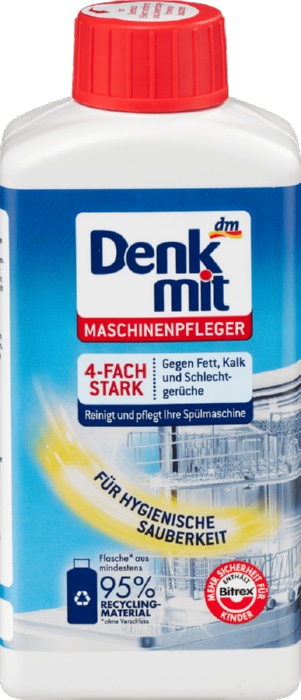 dm
Denk
mit
MASCHINENPFLEGER
4-FACH
STARK
Gegen Fett, Kalk
und Schlecht-
gerüche
Reinigt und pflegt Ihre Spülmaschine
FÜR HYGIENISCHE
SAUBERKEIT
Flasche* aus
mindestens
95%
RECYCLING-
MATERIAL
*ohne Verschluss
MEHR SICHERHEIT FÜR
ENTHÄLT
Bitrex
KINDER